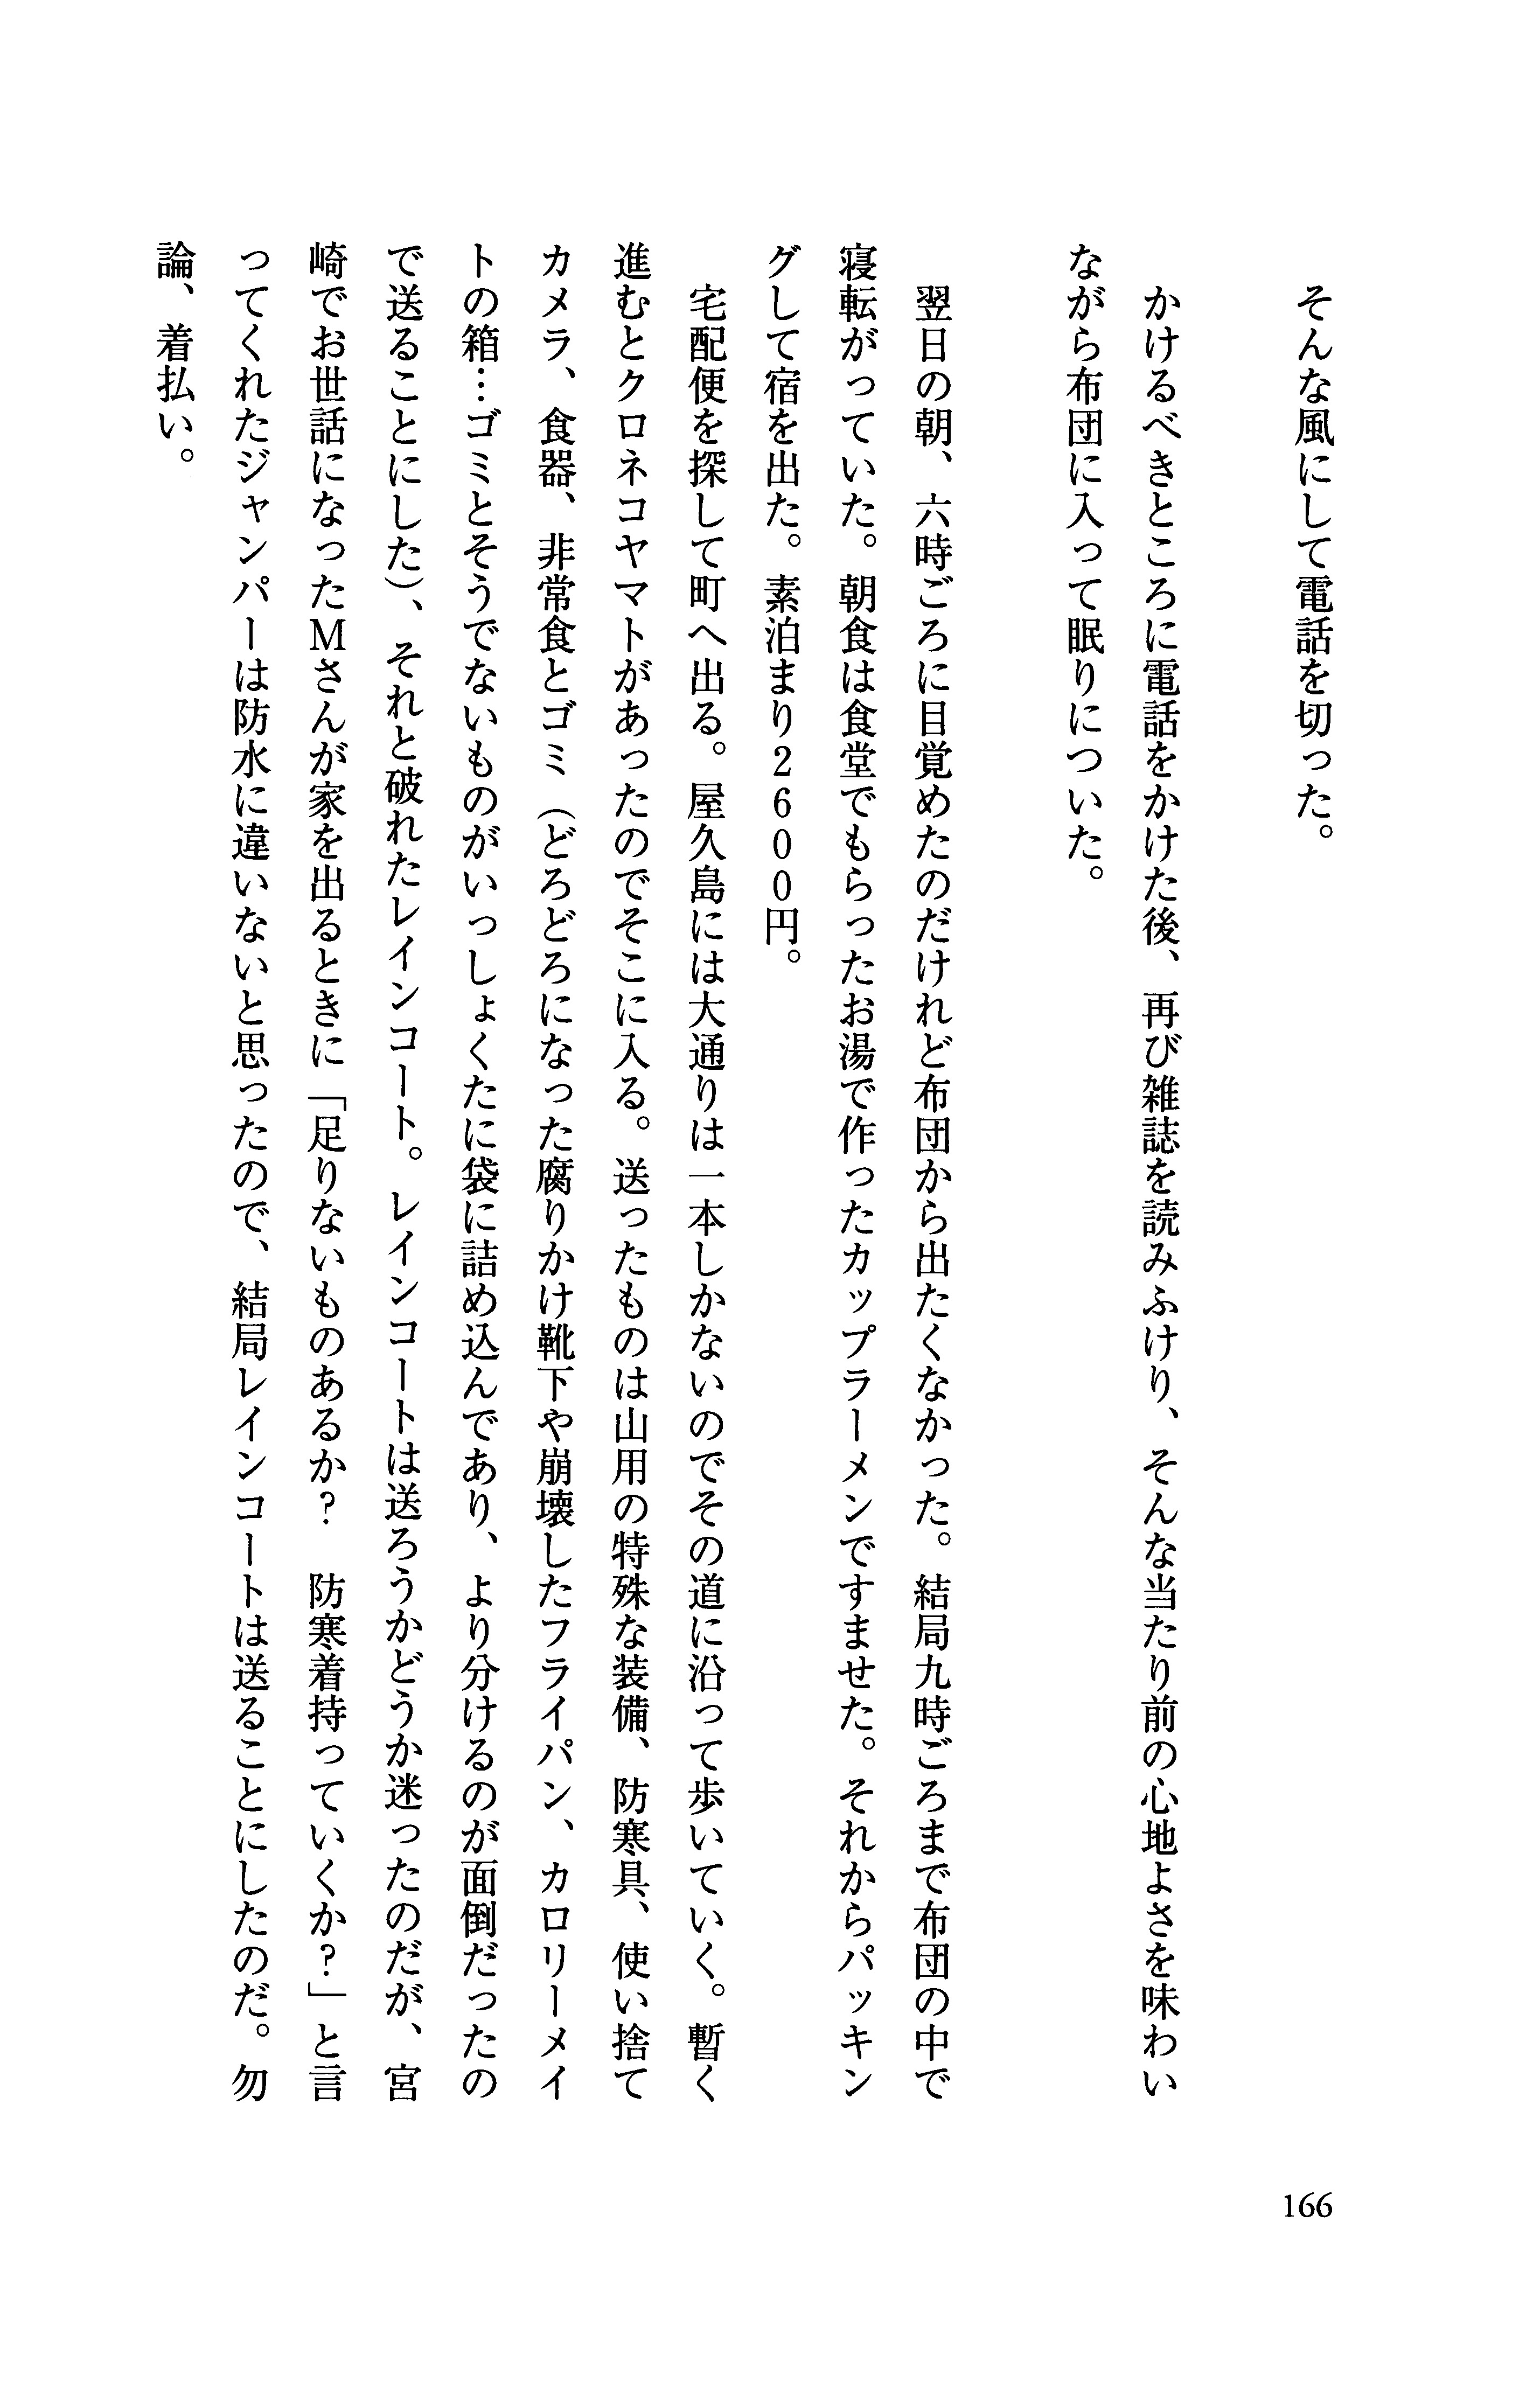 そんな風にして電話を切った。
かけるべきところに電話をかけた後、再び雑誌を読みふけり、そんな当たり前の心地よさを味わい
ながら布団に入って眠りについた。
翌日の朝、六時ごろに目覚めたのだけれど布団から出たくなかった。結局九時ごろまで布団の中で
寝転がっていた。朝食は食堂でもらったお湯で作ったカップラーメンですませた。それからパッキン
グして宿を出た。素泊まり2600円。
宅配便を探して町へ出る。屋久島には大通りは一本しかないのでその道に沿って歩いていく。暫く
進むとクロネコヤマトがあったのでそこに入る。送ったものは山用の特殊な装備、防寒具、使い捨て
カメラ、食器、非常食とゴミ（どろどろになった腐りかけ靴下や崩壊したフライパン、カロリーメイ
トの箱…ゴミとそうでないものがいっしょくたに袋に詰め込んであり、より分けるのが面倒だったの
で送ることにした）、それと破れたレインコート。レインコートは送ろうかどうか迷ったのだが、宮
崎でお世話になったMさんが家を出るときに「足りないものあるか?　防寒着持っていくか?」と言
ってくれたジャンパーは防水に違いないと思ったので、結局レインコートは送ることにしたのだ。勿
論、着払い。
166